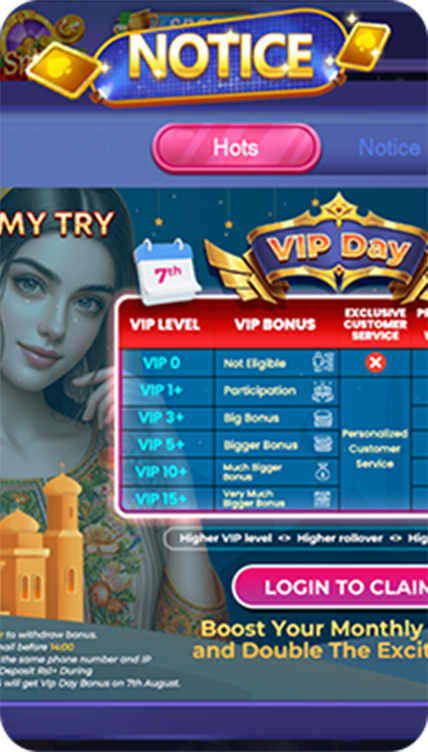 NOTICE
Hots
Notice
MY TRY
7th
VIP Day
VIP LEVEL
VIP BONUS
EXCLUSIVE
CUSTOMER
SERVICE
VIP 0
Not Eligible
VIP 1+
Participation
VIP 3+
Big Bonus
VIP 5+
Bigger Bonus
VIP 10+
Much Bigger
Bonus
VIP 15+
Very Much
Bigger Bonus
Personalized
Customer
Service
Higher VIP level <> Higher rollover <> Hig
LOGIN TO CLAIM
Boost Your Monthly
and Double The Excit
to withdraw bonus.
nail before 14:00
the same phone number and IP
Deposit Rs1+ During
will get Vip Day Bonus on 7th August.